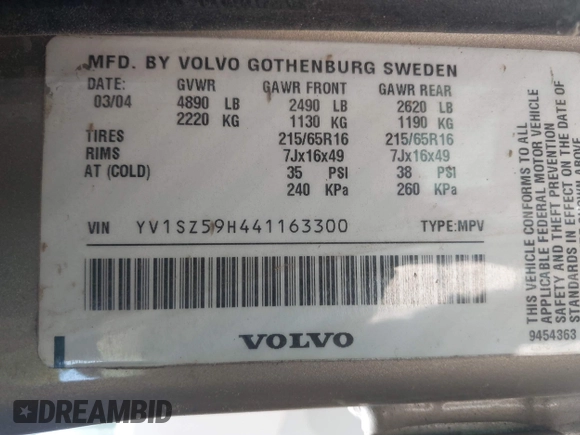 MFD. BY VOLVO GOTHENBURG SWEDEN
DATE: GVWR GAWR FRONT GAWR REAR
03/04 4890 LB 2490 LB 2620 LB
2220 KG 1130 KG 1190 KG
TIRES 215/65R16 215/65R16
RIMS 7Jx16x49 7Jx16x49
AT (COLD) 35 PSI 38 PSI
240 KPa 260 KPa
VIN YV1SZ59H441163300 TYPE:MPV
VOLVO
THIS VEHICLE CONFORMS TO ALL
APPLICABLE FEDERAL MOTOR VEHICLE
SAFETY AND THEFT PREVENTION
STANDARDS IN EFFECT ON THE DATE OF
ABOVE
9454363
DREAMBID